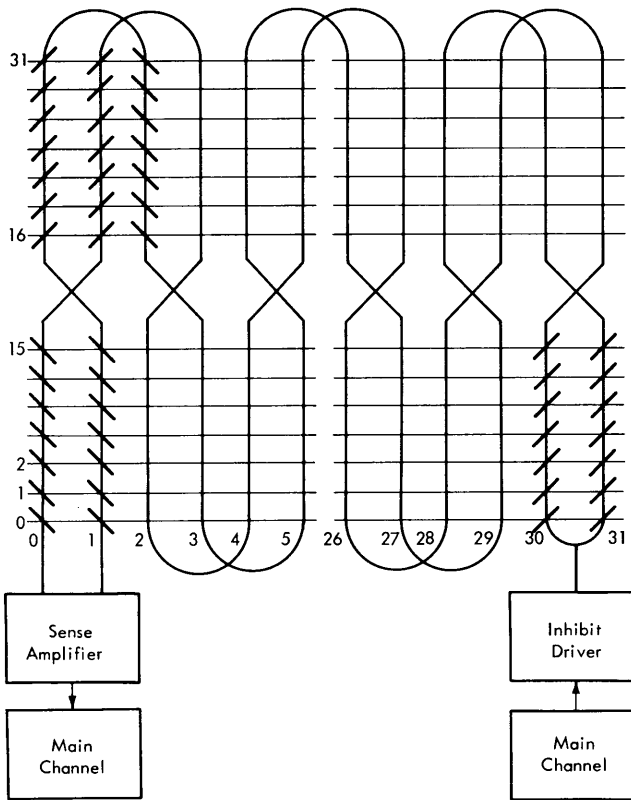 31
16
15
2
1
0
0 1 2 3 4 5 26 27 28 29 30 31
Sense
Amplifier
Main
Channel
Inhibit
Driver
Main
Channel